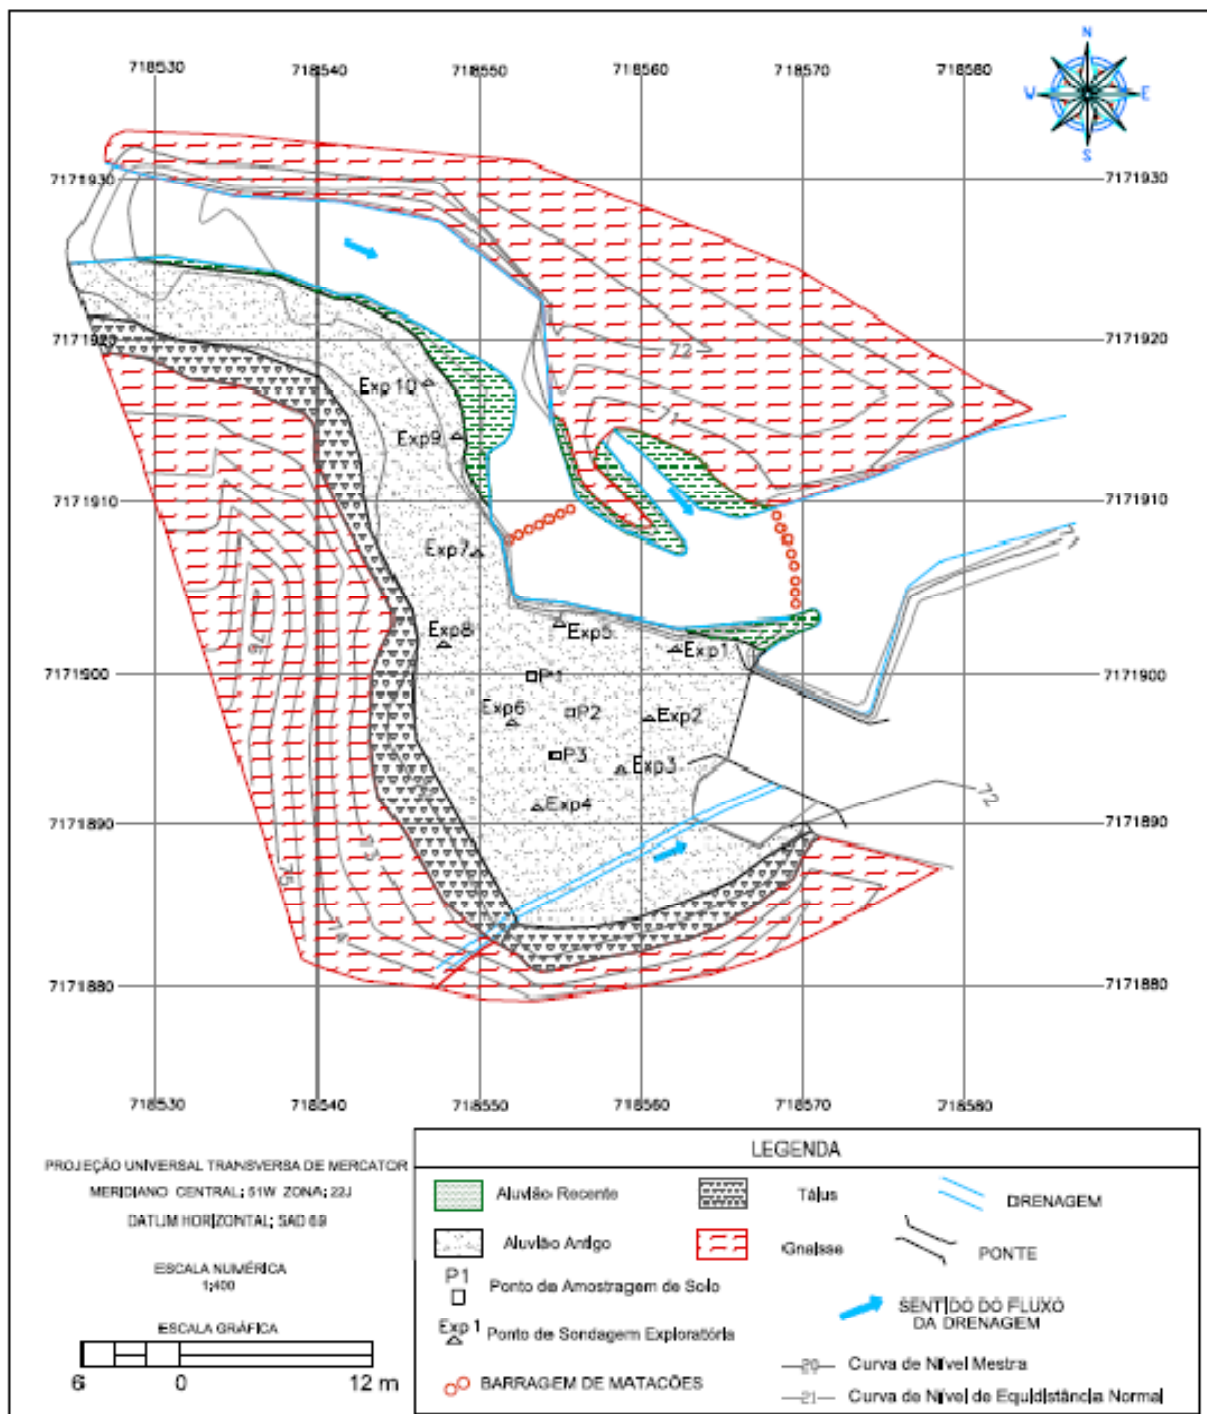 N
W E
S
718530 718540 718550 718560 718570 718580
7171930 7171930
7171920 7171920
72
71
Exp 10
Exp9
7171910 7171910
Exp7
Exp8
Exp5
Exp1
76
7171900 7171900
P1
Exp6
P2
Exp2
P3
Exp3
Exp4
72
7171890 7171890
73
75
74
7171880 7171880
718530 718540 718550 718560 718570 718580
PROJEÇÃO UNIVERSAL TRANSVERSA DE MERCATOR
MERIDIANO CENTRAL: 51W ZONA: 22J
DATUM HORIZONTAL: SAD 69
ESCALA NUMÉRICA
1:400
ESCALA GRÁFICA
6 0 12 m
LEGENDA
Aluvião Recente
Tálus
DRENAGEM
Aluvião Antigo
Gnaisse
PONTE
P1
Ponto de Amostragem de Solo
Exp 1
Ponto de Sondagem Exploratória
SENTIDO DO FLUXO
DA DRENAGEM
BARRAGEM DE MATACÕES
20 Curva de Nível Mestra
21 Curva de Nível de Equidistância Normal